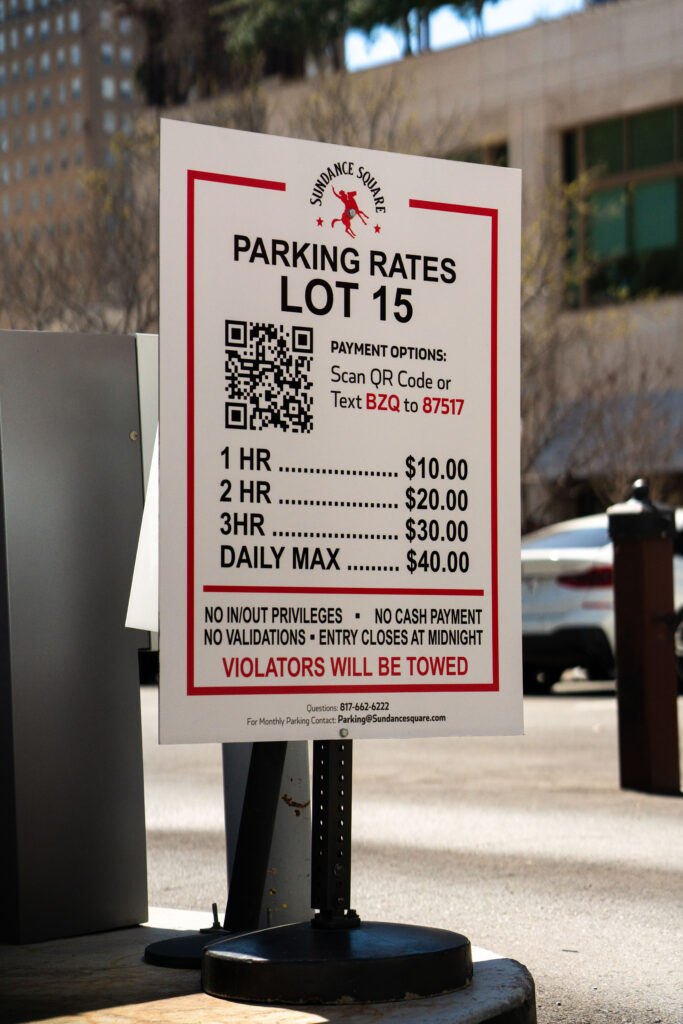 SUNDANCE SQUARE
PARKING RATES
LOT 15
PAYMENT OPTIONS:
Scan QR Code or
Text BZQ to 87517
1 HR ....................... $10.00
2 HR ....................... $20.00
3HR ........................ $30.00
DAILY MAX ......... $40.00
NO IN/OUT PRIVILEGES ▪ NO CASH PAYMENT
NO VALIDATIONS ▪ ENTRY CLOSES AT MIDNIGHT
VIOLATORS WILL BE TOWED
Questions: 817-662-6222
For Monthly Parking Contact: Parking@Sundancesquare.com